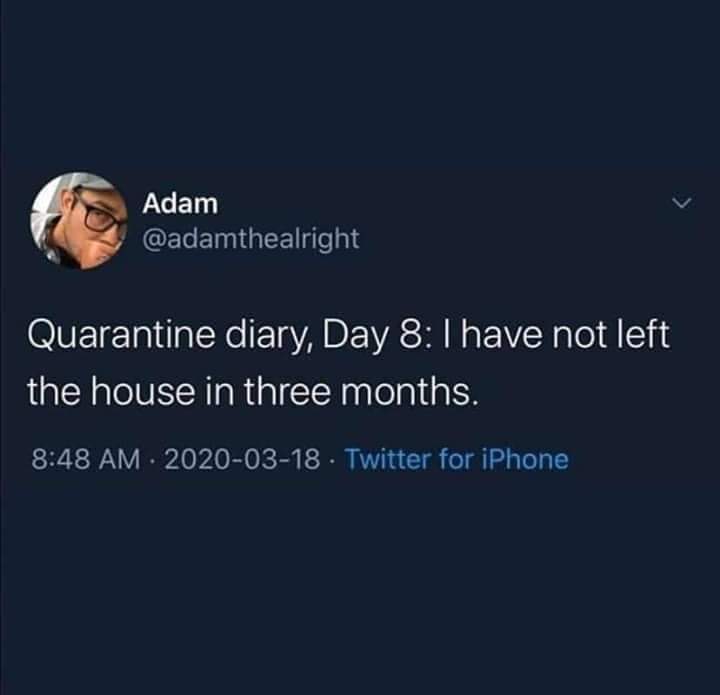 Adam
@adamthealright
Quarantine diary, Day 8: I have not left
the house in three months.
8:48 AM · 2020-03-18 · Twitter for iPhone